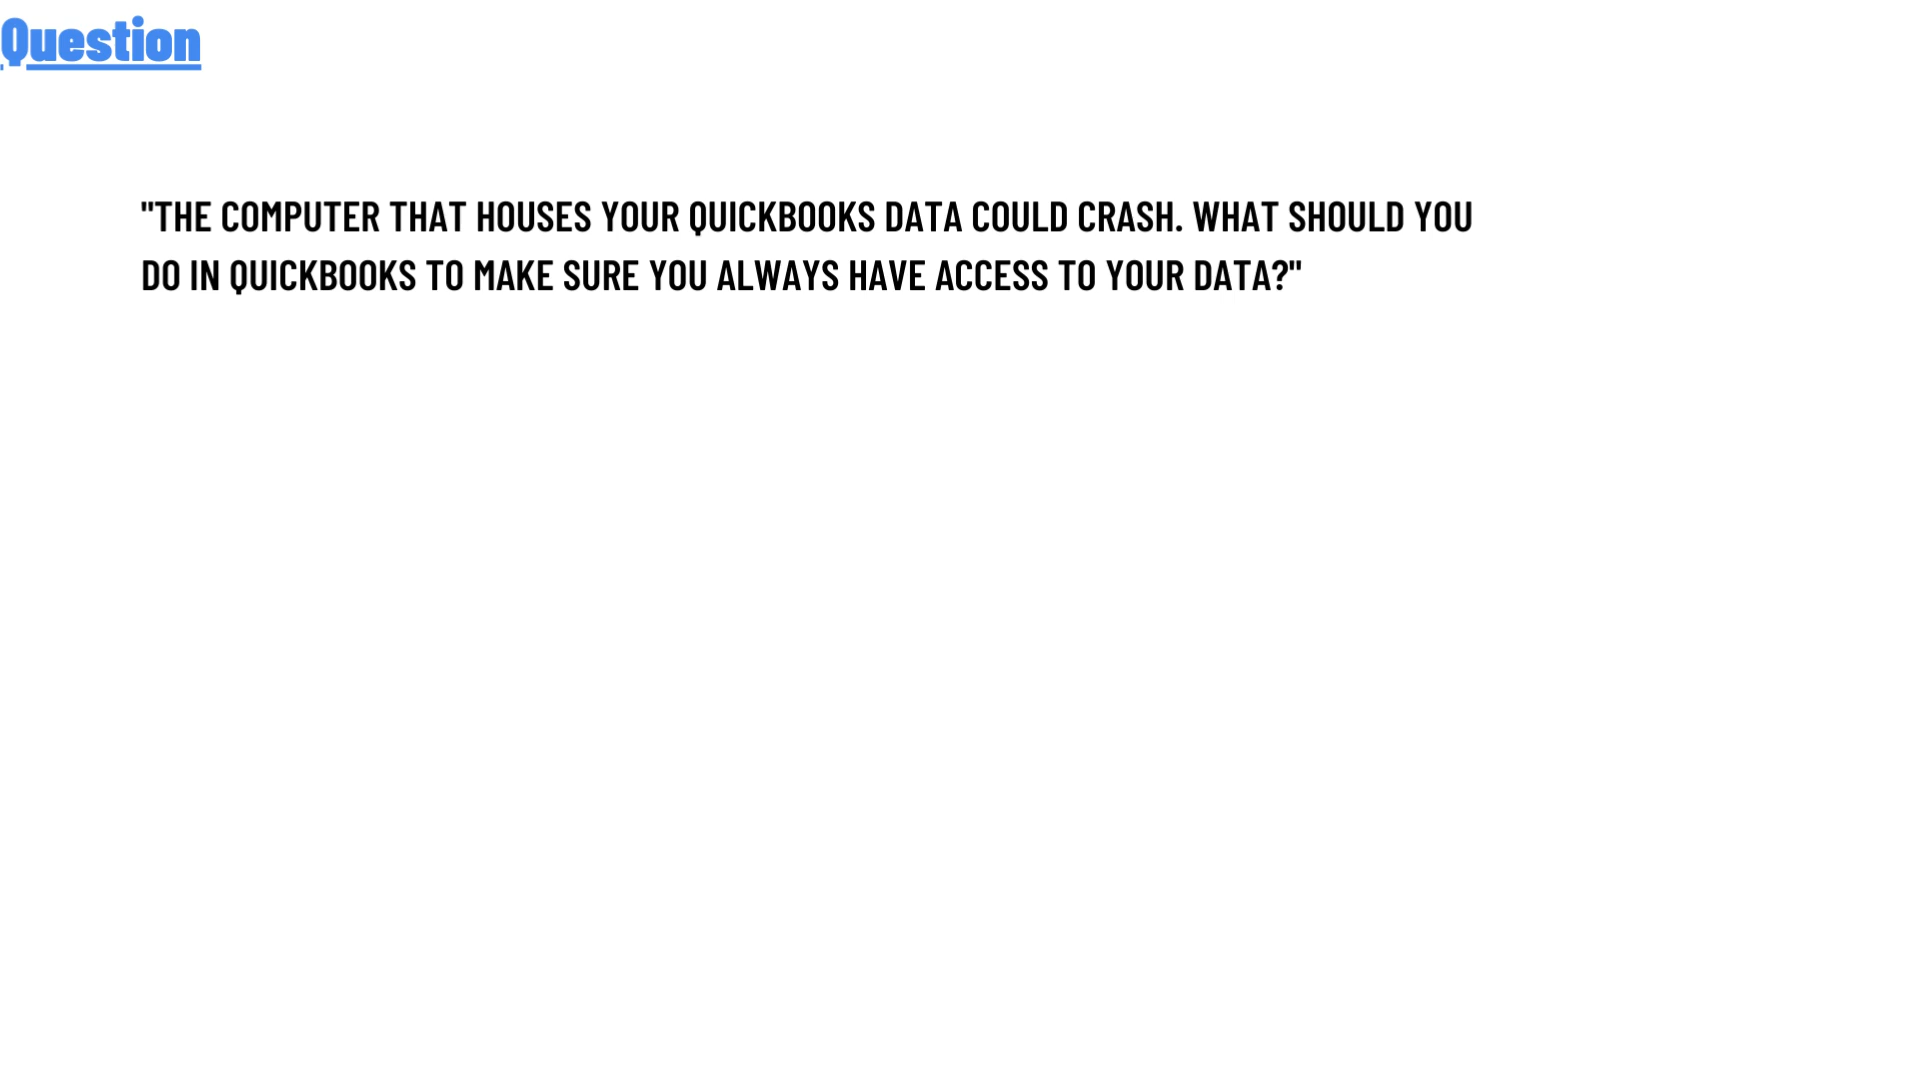 Question
"THE COMPUTER THAT HOUSES YOUR QUICKBOOKS DATA COULD CRASH. WHAT SHOULD YOU
DO IN QUICKBOOKS TO MAKE SURE YOU ALWAYS HAVE ACCESS TO YOUR DATA?"